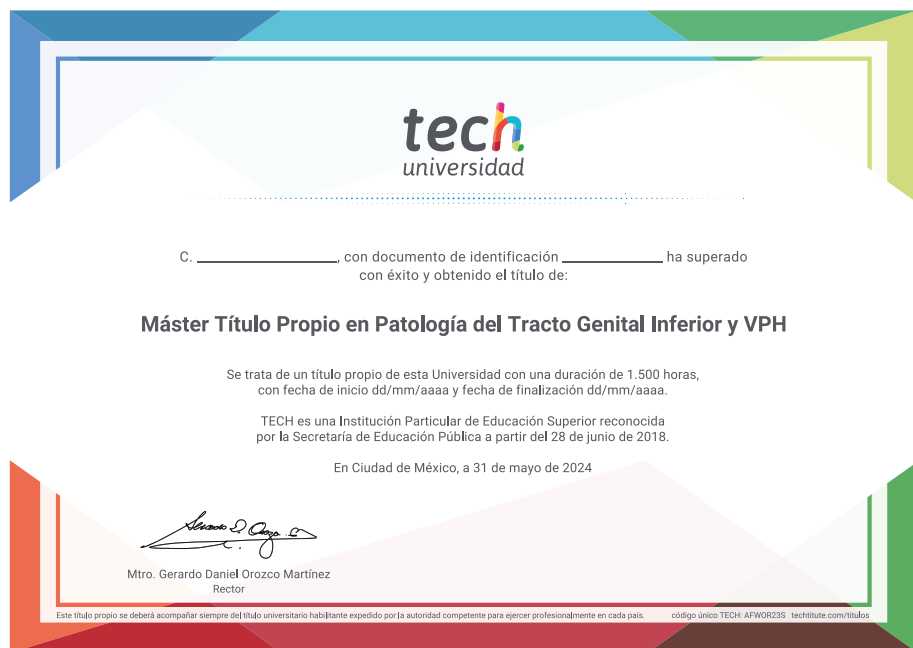 tech
universidad
C. ____________, con documento de identificación ____________ ha superado
con éxito y obtenido el título de:
Máster Título Propio en Patología del Tracto Genital Inferior y VPH
Se trata de un título propio de esta Universidad con una duración de 1.500 horas,
con fecha de inicio dd/mm/aaaa y fecha de finalización dd/mm/aaaa.
TECH es una Institución Particular de Educación Superior reconocida
por la Secretaría de Educación Pública a partir del 28 de junio de 2018.
En Ciudad de México, a 31 de mayo de 2024
Mtro. Gerardo Daniel Orozco Martínez
Rector
Este título propio se deberá acompañar siempre del título universitario habilitante expedido por la autoridad competente para ejercer profesionalmente en cada país. código único TECH: AFWOR23S techtitute.com/titulos